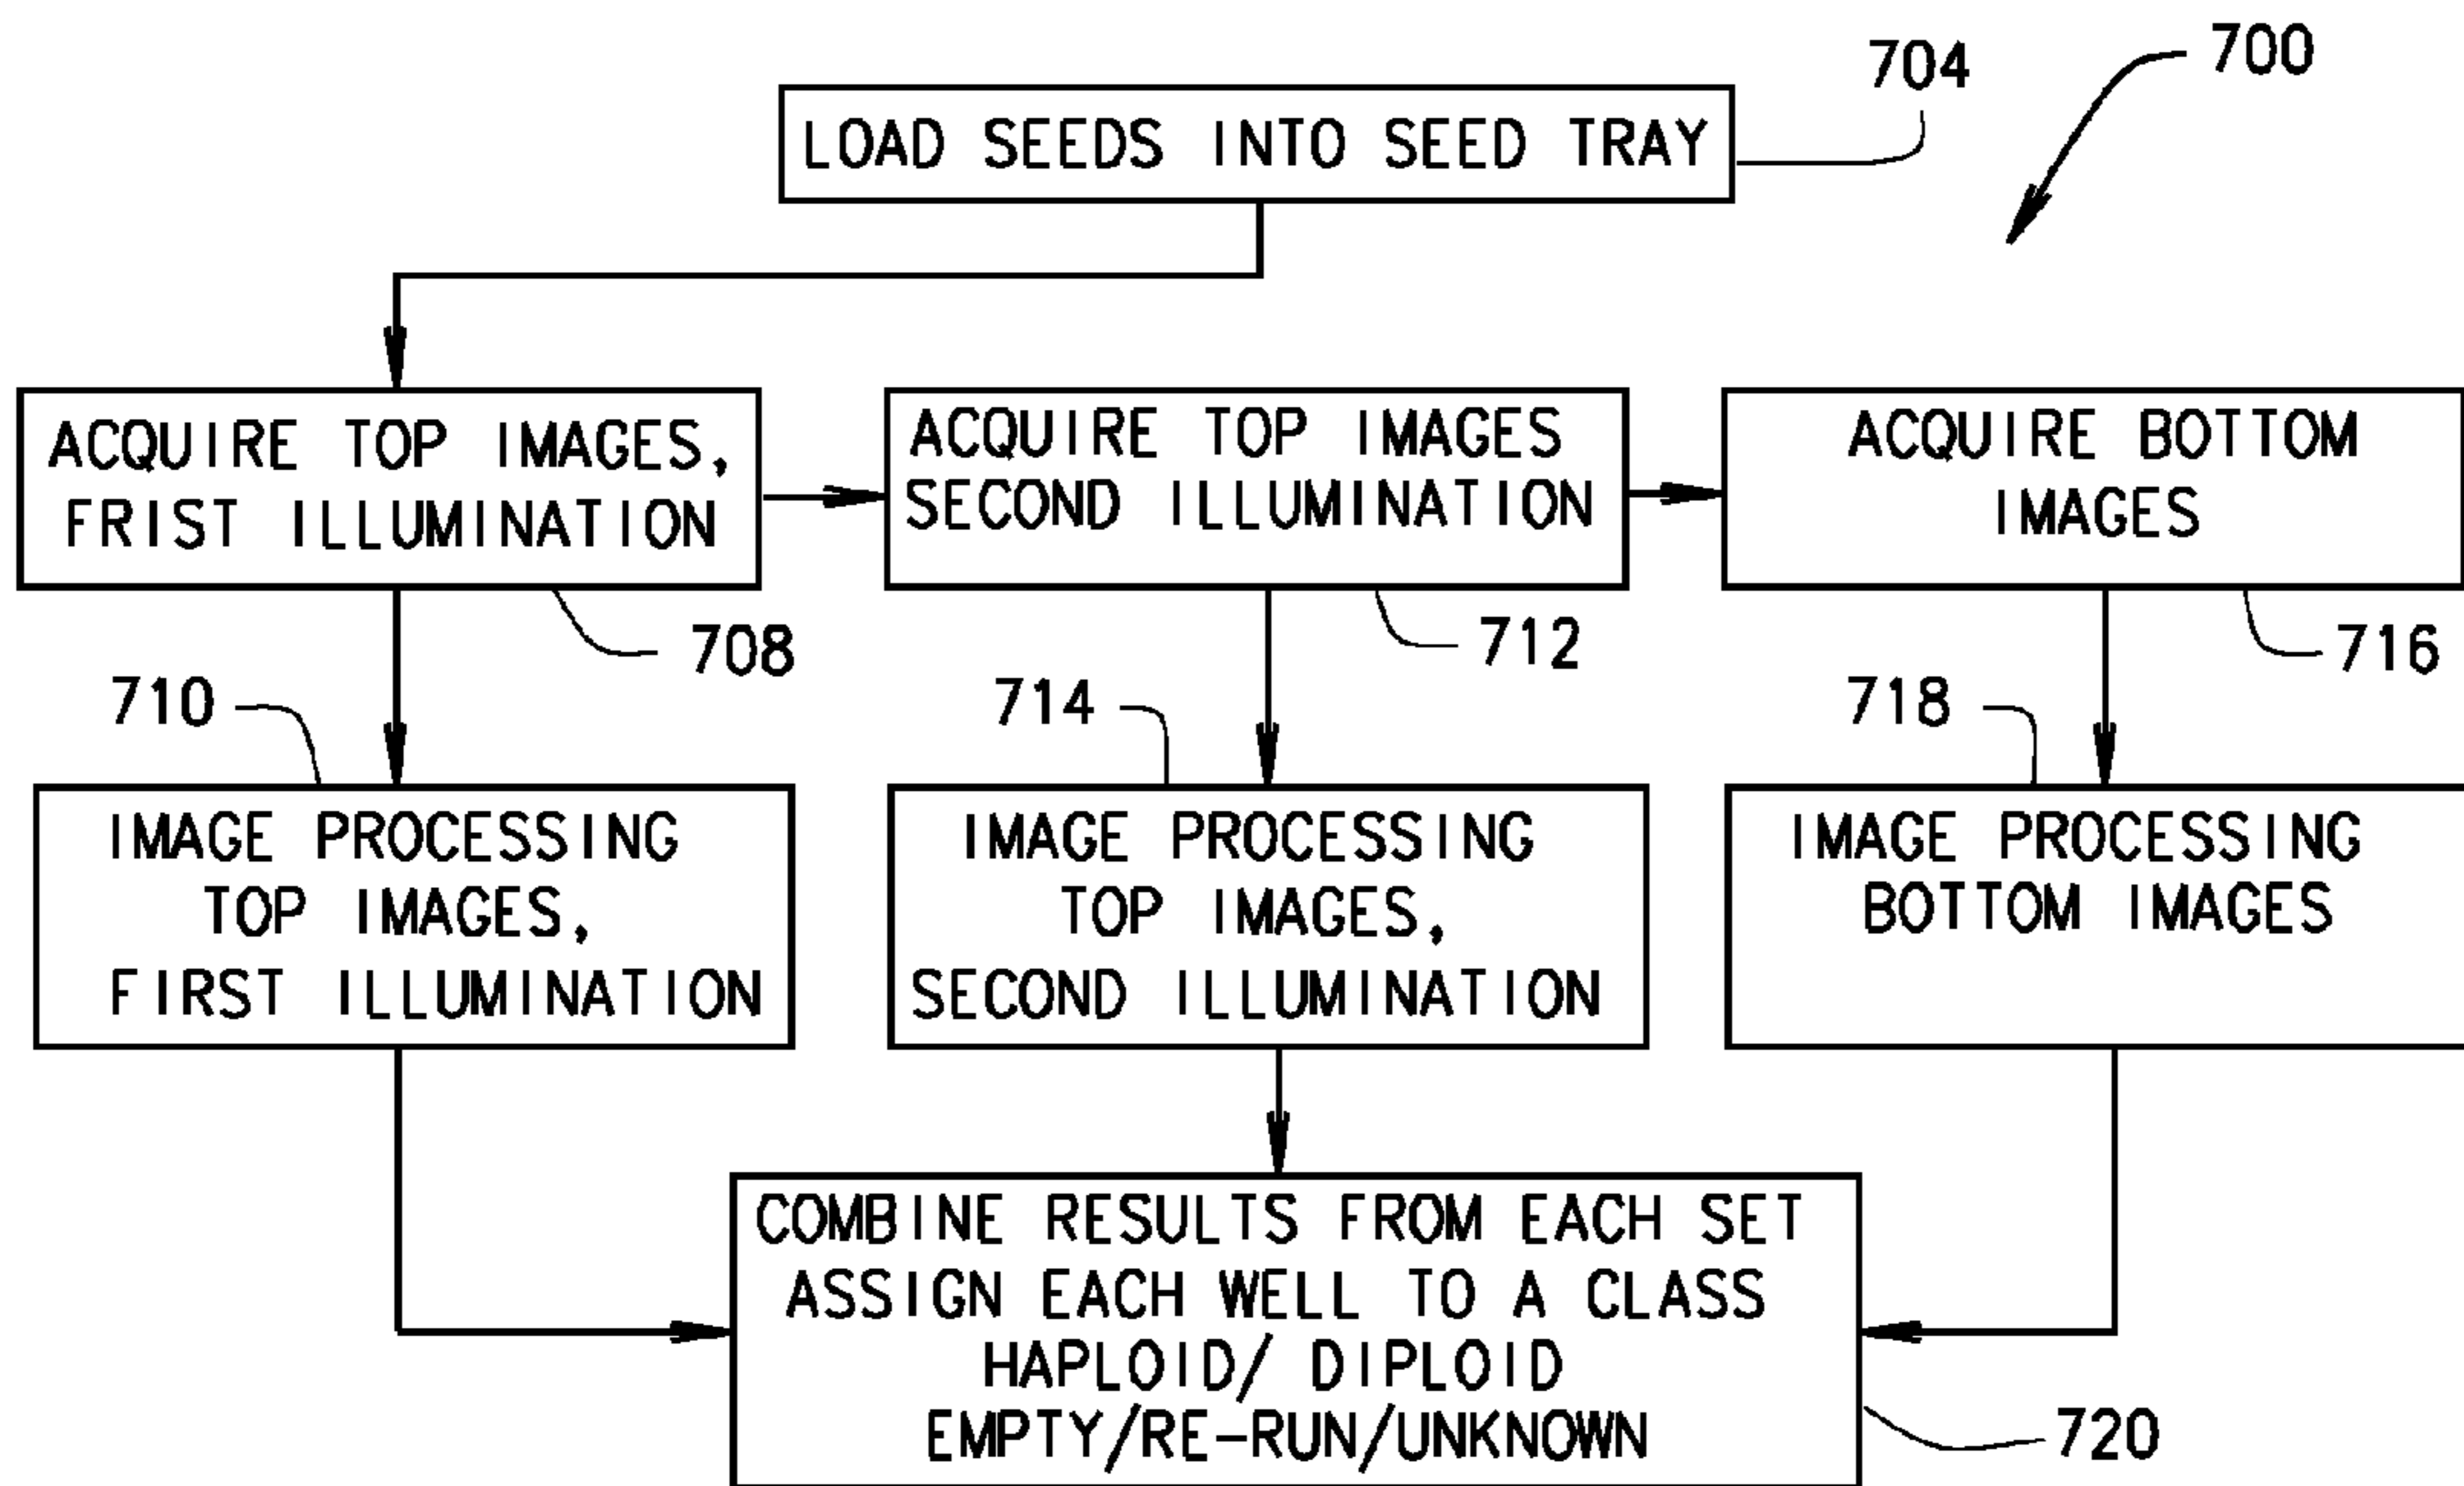 700
704
LOAD SEEDS INTO SEED TRAY
ACQUIRE TOP IMAGES,
FRIST ILLUMINATION
708
ACQUIRE TOP IMAGES
SECOND ILLUMINATION
712
ACQUIRE BOTTOM
IMAGES
716
710
IMAGE PROCESSING
TOP IMAGES,
FIRST ILLUMINATION
714
IMAGE PROCESSING
TOP IMAGES,
SECOND ILLUMINATION
718
IMAGE PROCESSING
BOTTOM IMAGES
COMBINE RESULTS FROM EACH SET
ASSIGN EACH WELL TO A CLASS
HAPLOID/ DIPLOID
EMPTY/RE-RUN/UNKNOWN
720